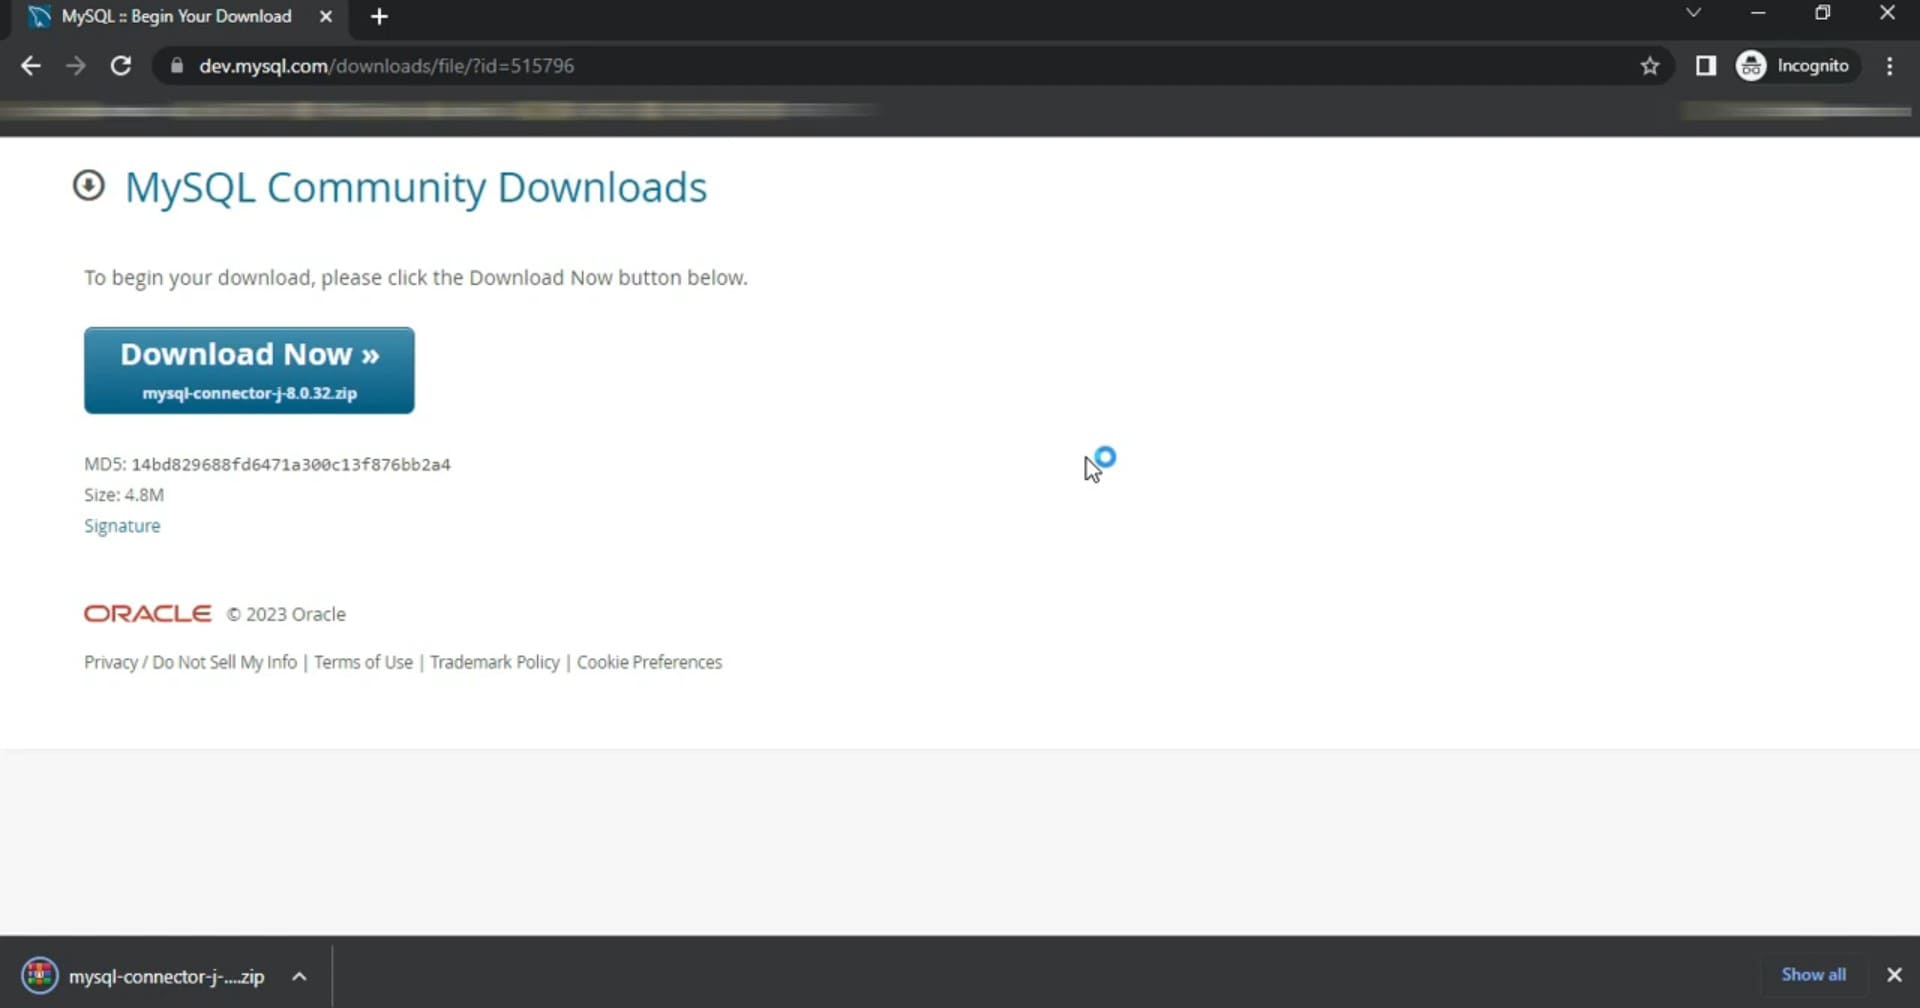 MySQL :: Begin Your Download
dev.mysql.com/downloads/file/?id=515796
Incognito
MySQL Community Downloads
To begin your download, please click the Download Now button below.
Download Now »
mysql-connector-j-8.0.32.zip
MD5: 14bd829688fd6471a300c13f876bb2a4
Size: 4.8M
Signature
ORACLE © 2023 Oracle
Privacy / Do Not Sell My Info | Terms of Use | Trademark Policy | Cookie Preferences
mysql-connector-j-....zip
Show all